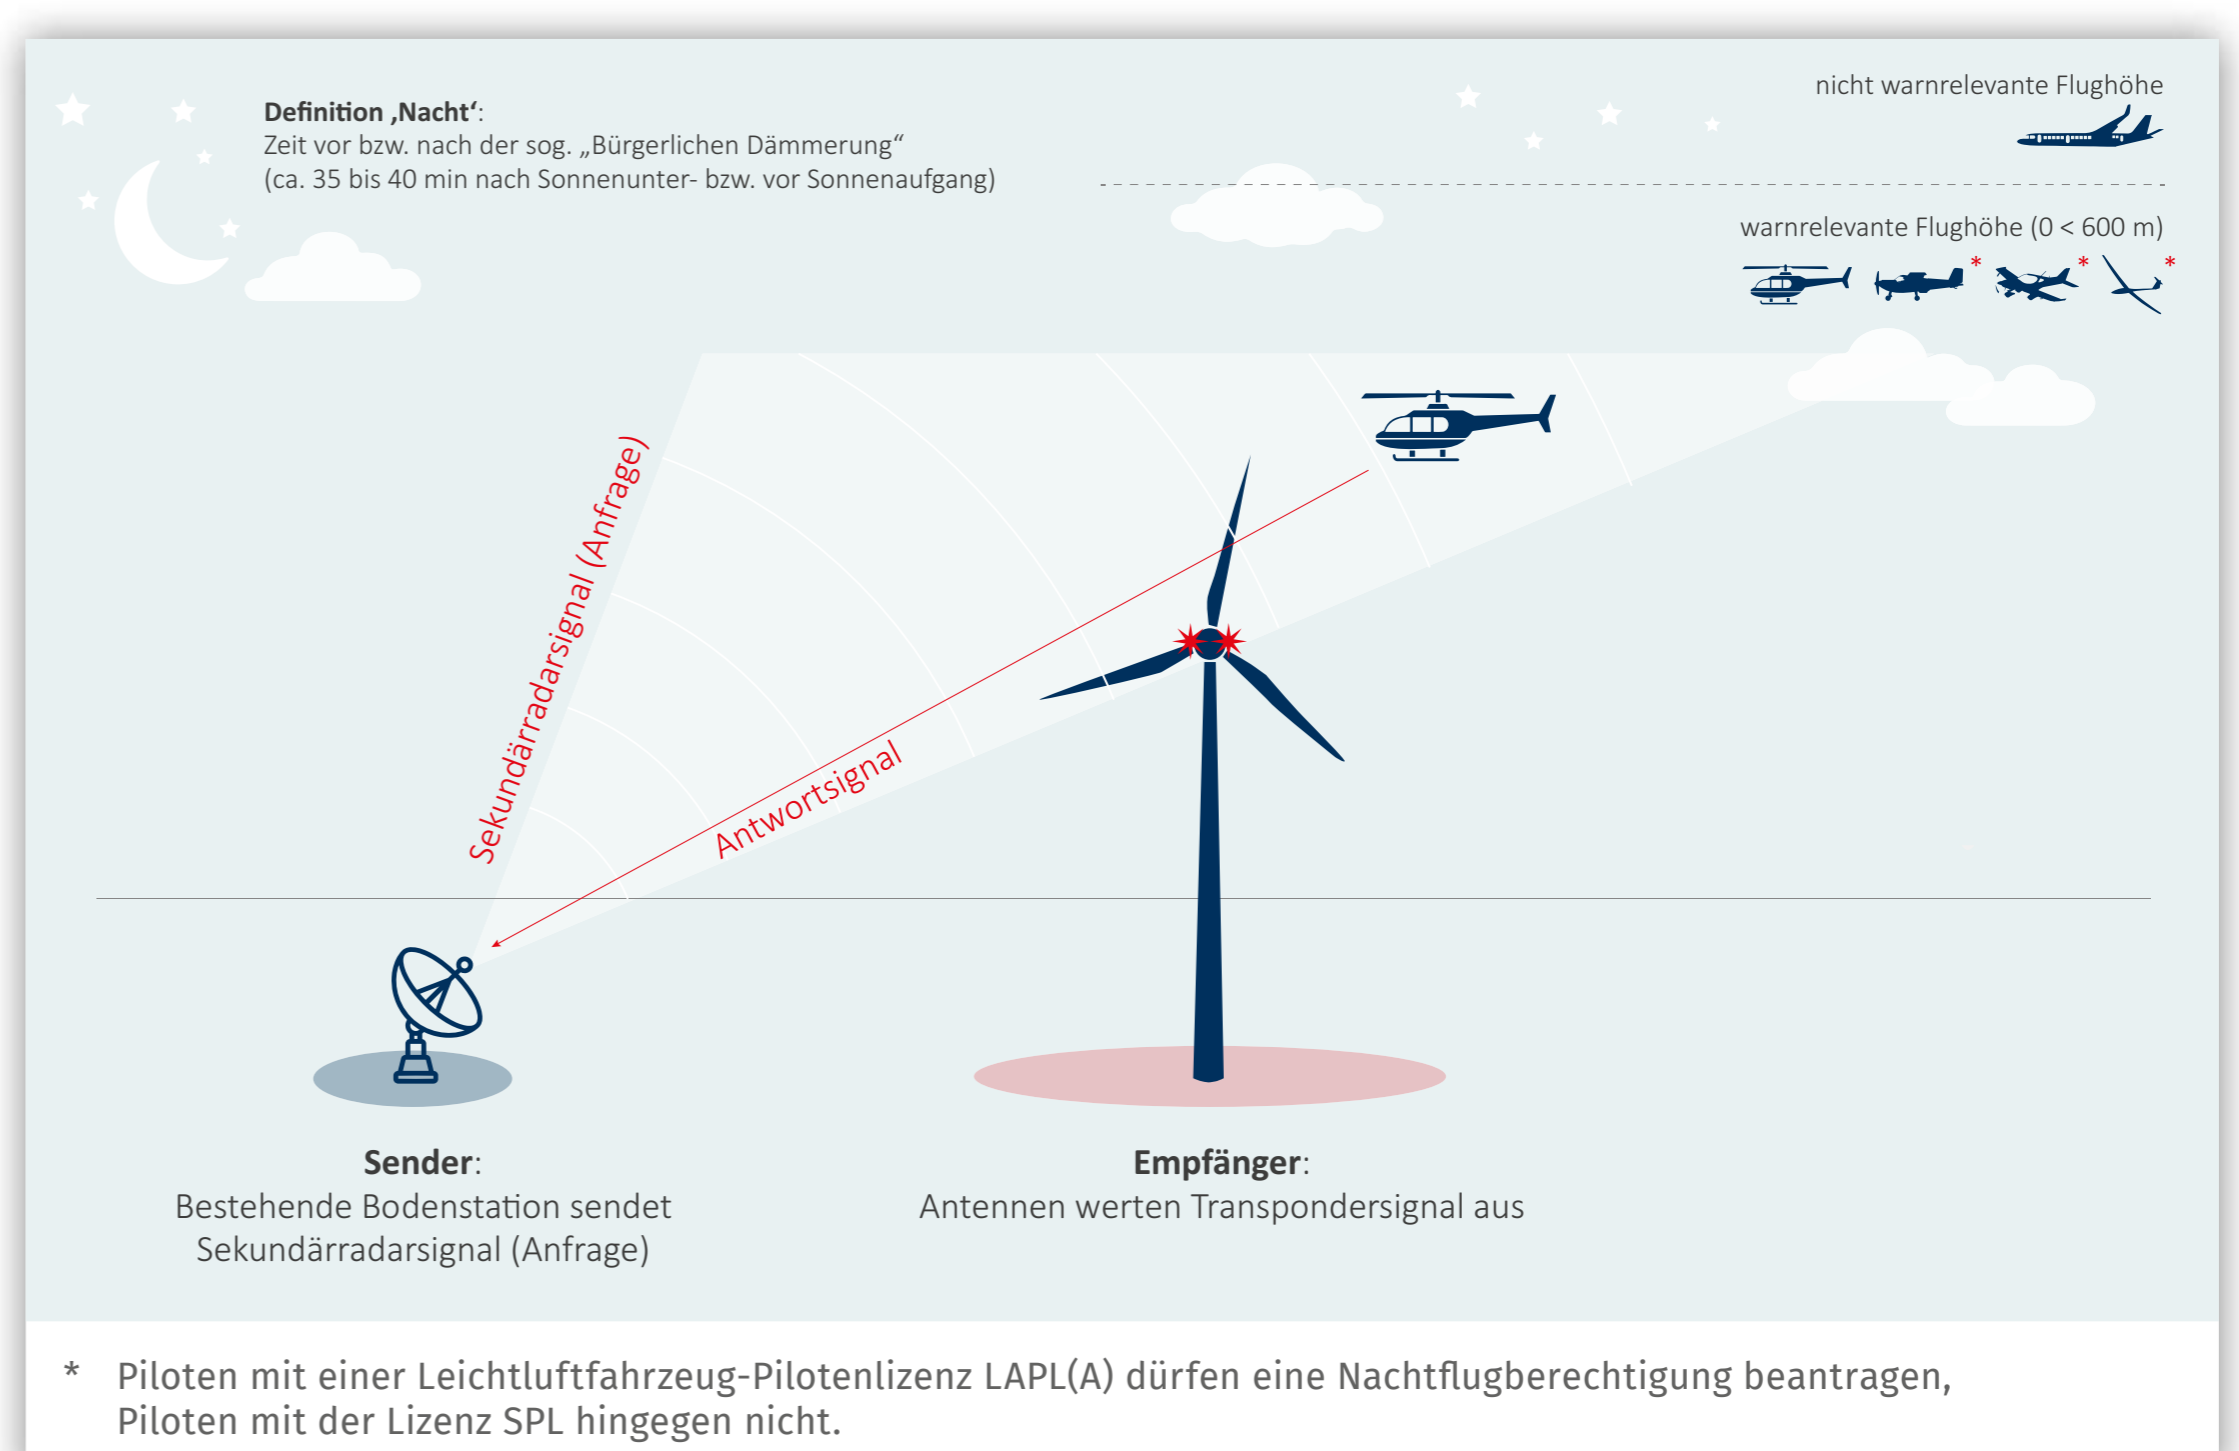 Definition ‚Nacht‘:
Zeit vor bzw. nach der sog. „Bürgerlichen Dämmerung“
(ca. 35 bis 40 min nach Sonnenunter- bzw. vor Sonnenaufgang)
nicht warnrelevante Flughöhe
warnrelevante Flughöhe (0 < 600 m)
* * *
Sekundärradarsignal (Anfrage)
Antwortsignal
Sender:
Bestehende Bodenstation sendet
Sekundärradarsignal (Anfrage)
Empfänger:
Antennen werten Transpondersignal aus
* Piloten mit einer Leichtluftfahrzeug-Pilotenlizenz LAPL(A) dürfen eine Nachtflugberechtigung beantragen,
Piloten mit der Lizenz SPL hingegen nicht.